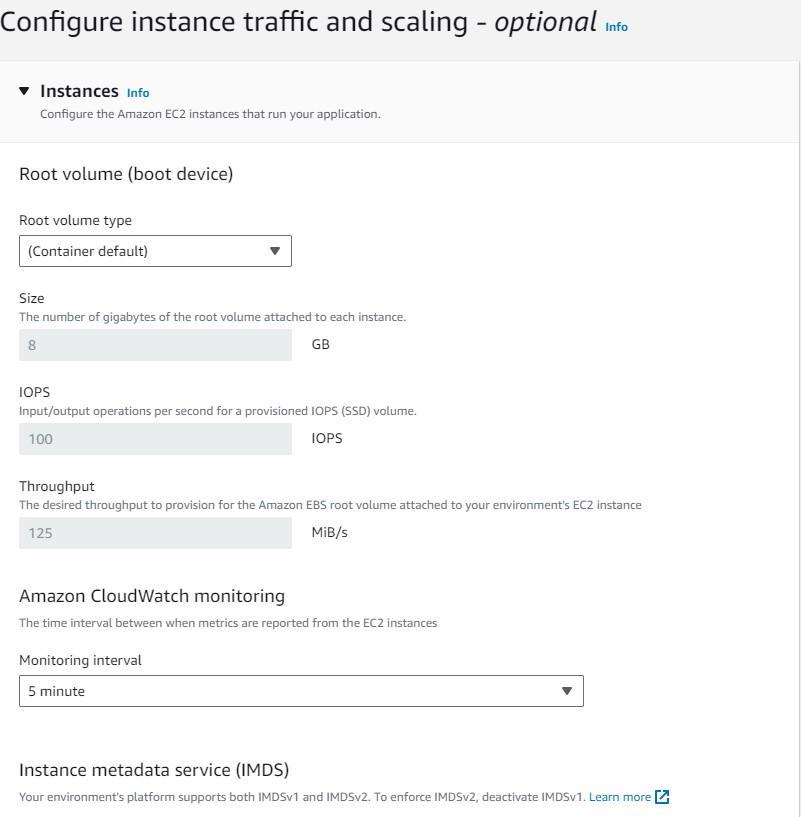 Configure instance traffic and scaling - optional Info
Instances Info
Configure the Amazon EC2 instances that run your application.
Root volume (boot device)
Root volume type
(Container default)
Size
The number of gigabytes of the root volume attached to each instance.
8 GB
IOPS
Input/output operations per second for a provisioned IOPS (SSD) volume.
100 IOPS
Throughput
The desired throughput to provision for the Amazon EBS root volume attached to your environment's EC2 instance
125 MiB/s
Amazon CloudWatch monitoring
The time interval between when metrics are reported from the EC2 instances
Monitoring interval
5 minute
Instance metadata service (IMDS)
Your environment's platform supports both IMDSv1 and IMDSv2. To enforce IMDSv2, deactivate IMDSv1. Learn more